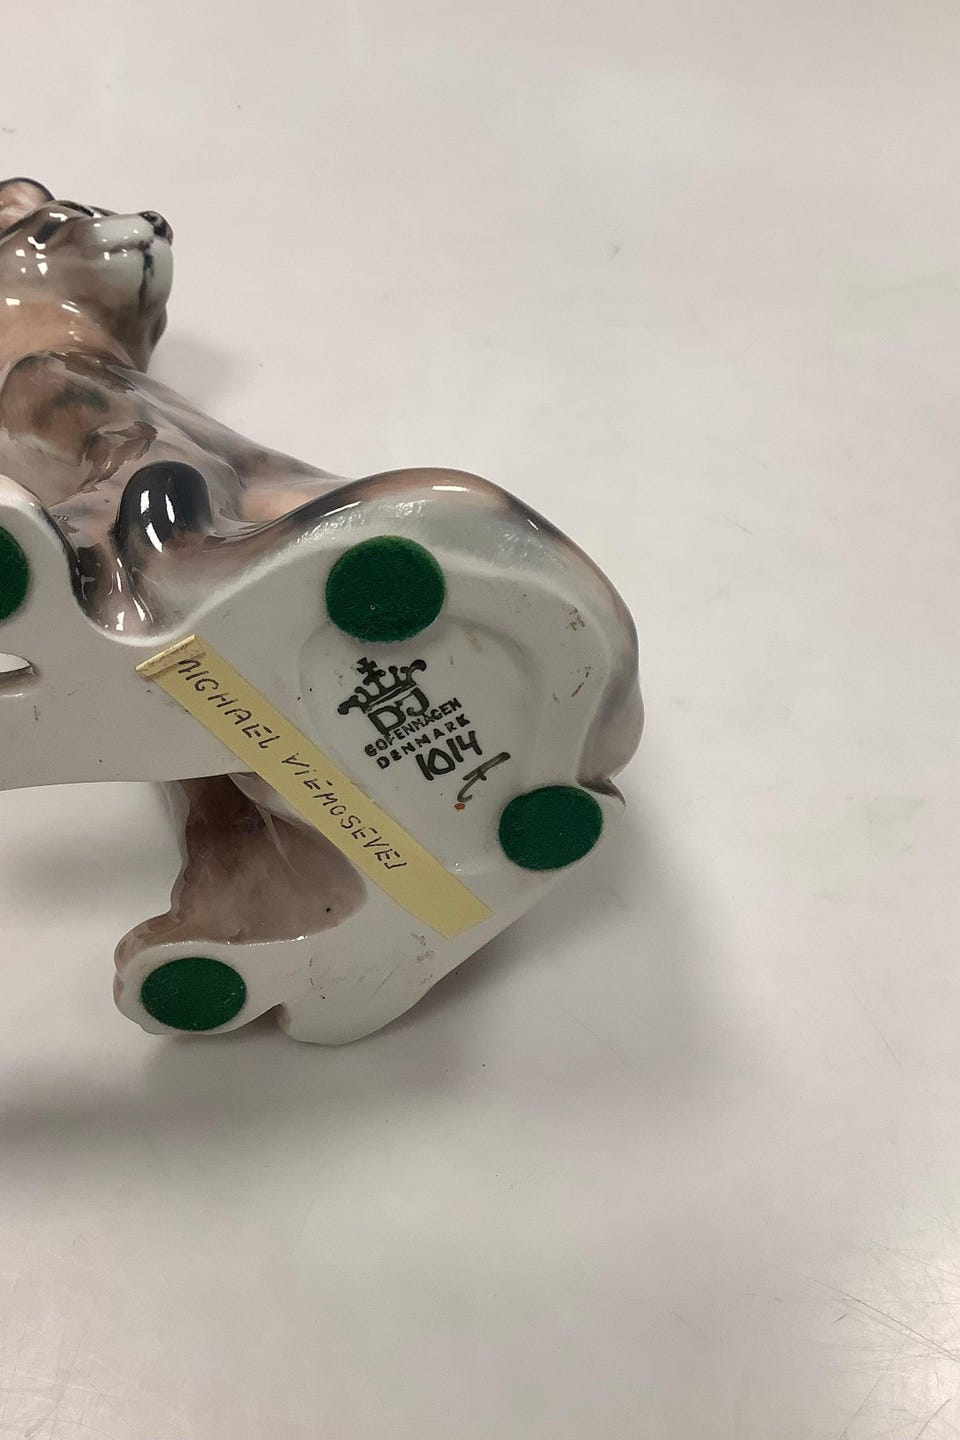 DJ
COPENHAGEN
DENMARK
1014
MICHAEL VIEMOSEVEJ